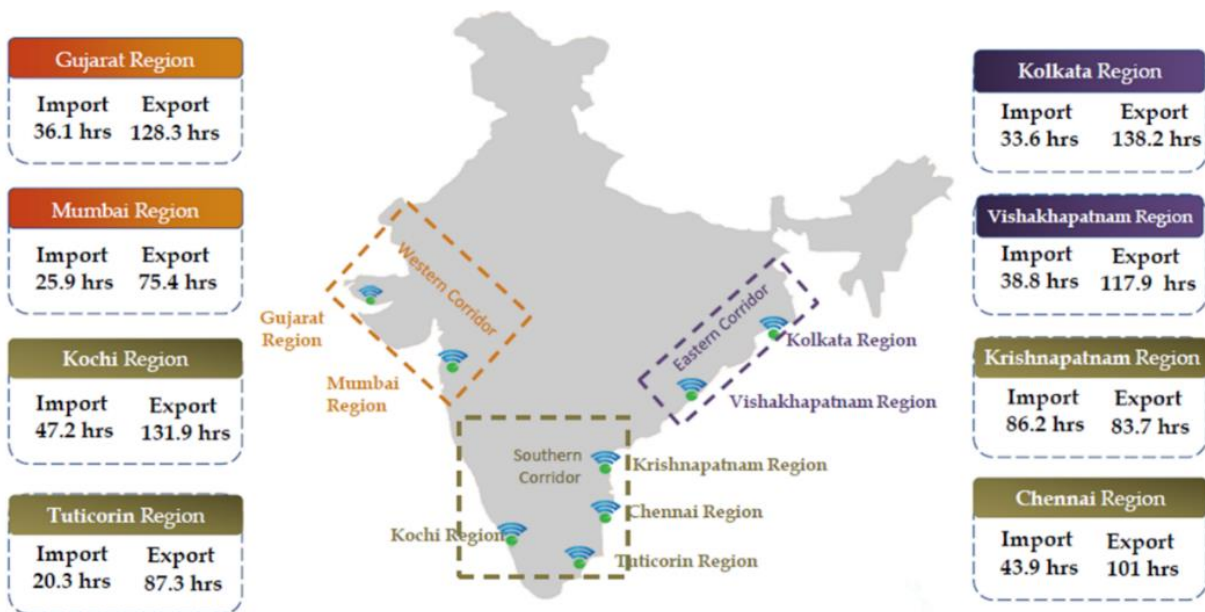 Gujarat Region
Import Export
36.1 hrs 128.3 hrs
Mumbai Region
Import Export
25.9 hrs 75.4 hrs
Kochi Region
Import Export
47.2 hrs 131.9 hrs
Tuticorin Region
Import Export
20.3 hrs 87.3 hrs
Western Corridor
Gujarat
Region
Mumbai
Region
Eastern Corridor
Kolkata Region
Vishakhapatnam Region
Southern
Corridor
Krishnapatnam Region
Chennai Region
Kochi Region
Tuticorin Region
Kolkata Region
Import Export
33.6 hrs 138.2 hrs
Vishakhapatnam Region
Import Export
38.8 hrs 117.9 hrs
Krishnapatnam Region
Import Export
86.2 hrs 83.7 hrs
Chennai Region
Import Export
43.9 hrs 101 hrs